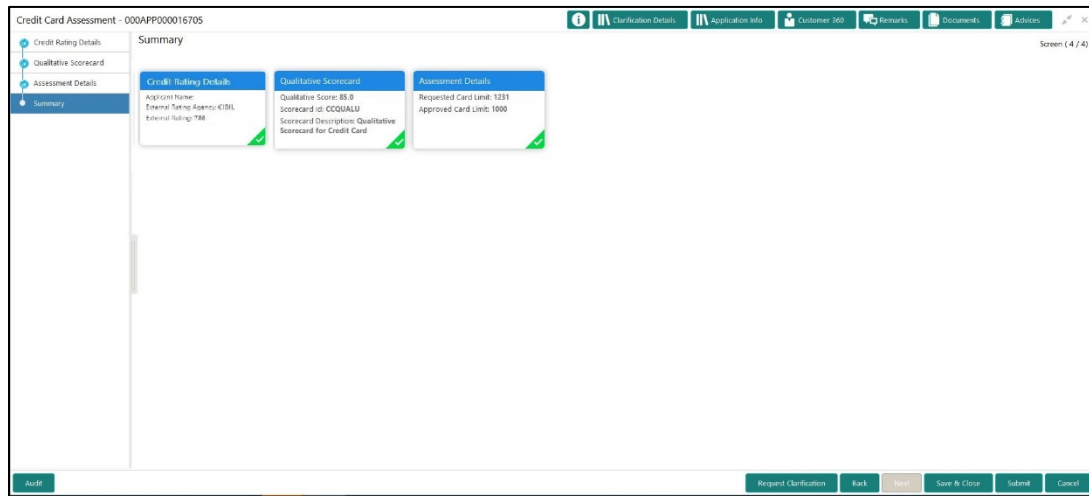 Credit Card Assessment - 000APP000016705
Clarification Details
Application Info
Customer 360
Remarks
Documents
Advices
Credit Rating Details
Qualitative Scorecard
Assessment Details
Summary
Summary
Screen ( 4 / 4)
Credit Rating Details
Applicant Name:
External Rating Agency: CIBIL
External Rating: 786
Qualitative Scorecard
Qualitative Score: 85.0
Scorecard Id: CCQUALU
Scorecard Description: Qualitative
Scorecard for Credit Card
Assessment Details
Requested Card Limit: 1231
Approved Card Limit: 1000
Audit
Request Clarification
Back
Next
Save & Close
Submit
Cancel